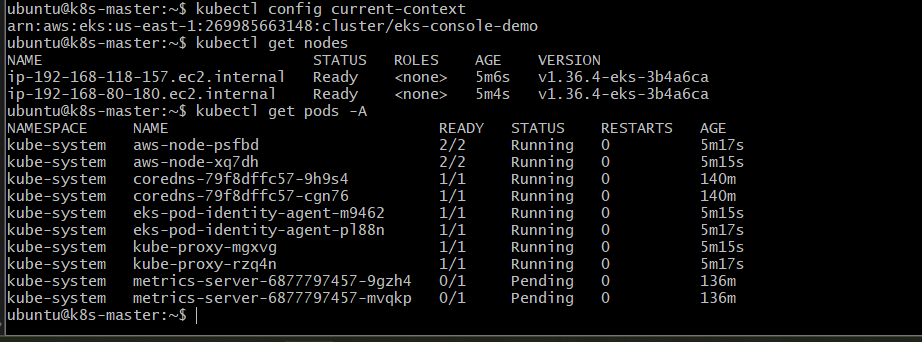 ubuntu@k8s-master:~$ kubectl config current-context
arn:aws:eks:us-east-1:269985663148:cluster/eks-console-demo
ubuntu@k8s-master:~$ kubectl get nodes
NAME STATUS ROLES AGE VERSION
ip-192-168-118-157.ec2.internal Ready <none> 5m6s v1.36.4-eks-3b4a6ca
ip-192-168-80-180.ec2.internal Ready <none> 5m4s v1.36.4-eks-3b4a6ca
ubuntu@k8s-master:~$ kubectl get pods -A
NAMESPACE NAME READY STATUS RESTARTS AGE
kube-system aws-node-psfbd 2/2 Running 0 5m17s
kube-system aws-node-xq7dh 2/2 Running 0 5m15s
kube-system coredns-79f8dffc57-9h9s4 1/1 Running 0 140m
kube-system coredns-79f8dffc57-cgn76 1/1 Running 0 140m
kube-system eks-pod-identity-agent-m9462 1/1 Running 0 5m15s
kube-system eks-pod-identity-agent-pl88n 1/1 Running 0 5m17s
kube-system kube-proxy-mgxvg 1/1 Running 0 5m15s
kube-system kube-proxy-rzq4n 1/1 Running 0 5m17s
kube-system metrics-server-6877797457-9gzh4 0/1 Pending 0 136m
kube-system metrics-server-6877797457-mvqkp 0/1 Pending 0 136m
ubuntu@k8s-master:~$